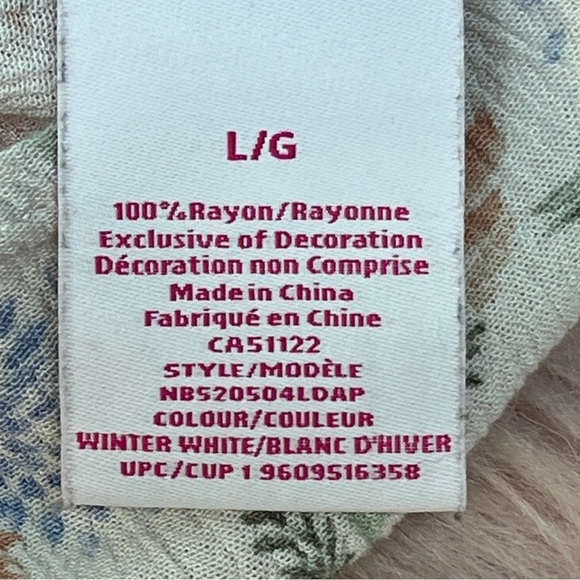 L/G
100%Rayon/Rayonne
Exclusive of Decoration
Décoration non Comprise
Made in China
Fabriqué en Chine
CA51122
STYLE/MODÈLE
NB520504LDAP
COLOUR/COULEUR
WINTER WHITE/BLANC D'HIVER
UPC/CUP 1 9609516358